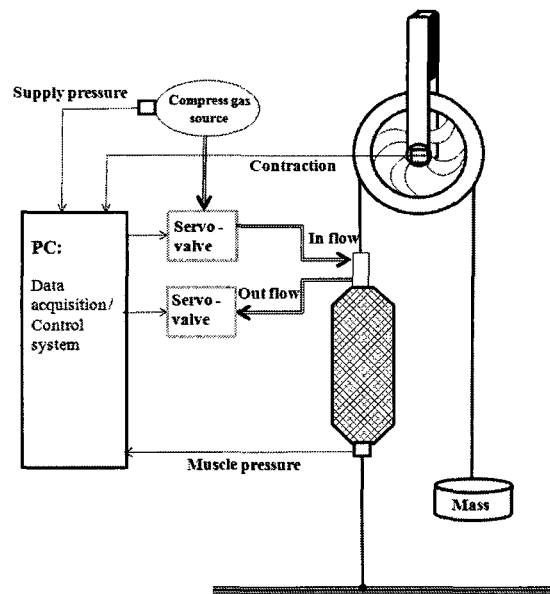 Supply pressure
Compress gas
source
Contraction
PC:
Data
acquisition/
Control
system
Servo -
valve
In flow
Servo -
valve
Out flow
Muscle pressure
Mass